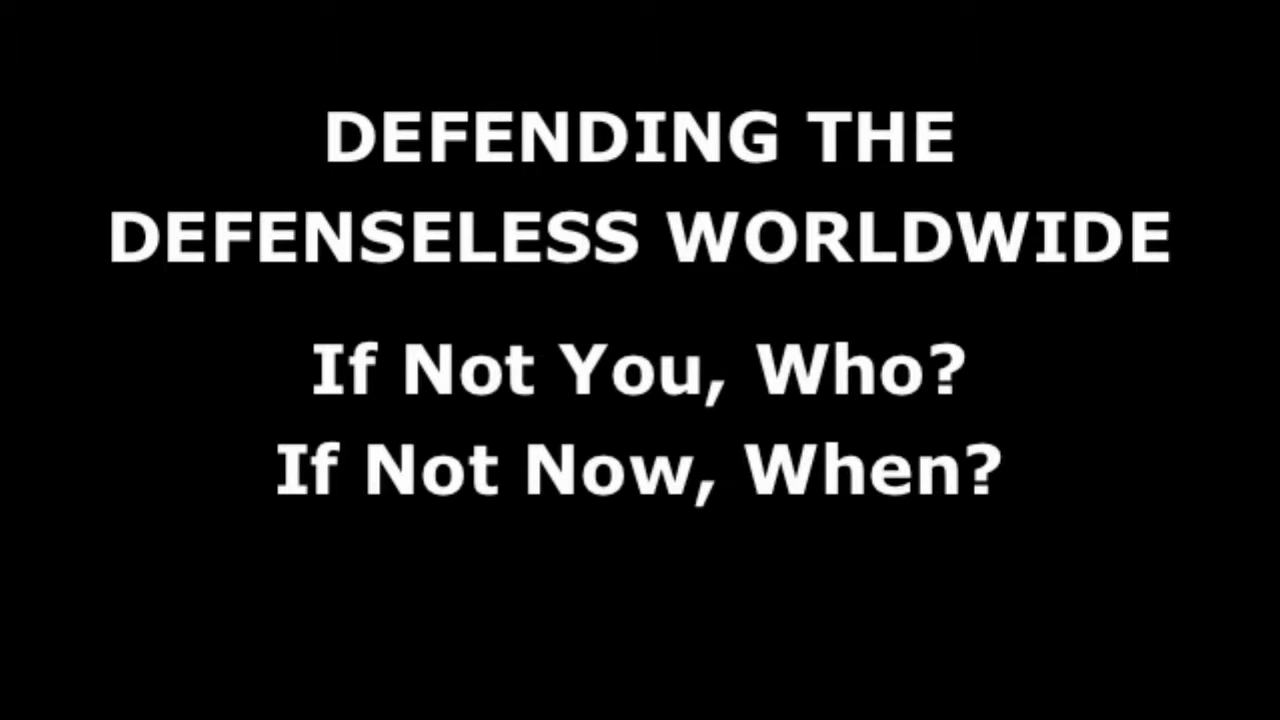 DEFENDING THE
DEFENSELESS WORLDWIDE
If Not You, Who?
If Not Now, When?